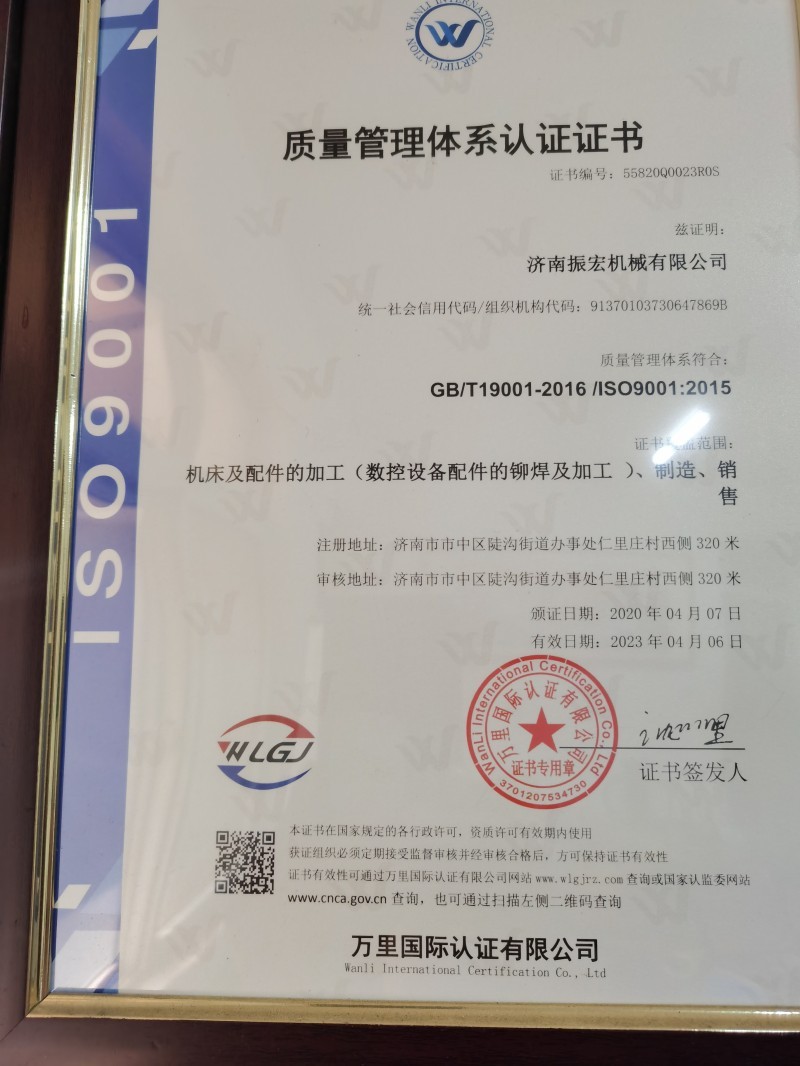 WANLI INTERNATIONAL CERTIFICATION
质量管理体系认证证书
证书编号：55820Q0023R0S
兹证明：
济南振宏机械有限公司
统一社会信用代码/组织机构代码：91370103730647869B
质量管理体系符合：
GB/T19001-2016 /ISO9001:2015
证书覆盖范围：
机床及配件的加工（数控设备配件的铆焊及加工 ）、制造、销
售
注册地址：济南市市中区陡沟街道办事处仁里庄村西侧 320 米
审核地址：济南市市中区陡沟街道办事处仁里庄村西侧 320 米
颁证日期：2020 年 04 月 07 日
有效日期：2023 年 04 月 06 日
ISO9001
WLGJ
WanLi International Certification Co.,Ltd
万里国际认证有限公司
证书专用章
3701207534730
证书签发人
本证书在国家规定的各行政许可，资质许可有效期内使用
获证组织必须定期接受监督审核并经审核合格后，方可保持证书有效性
证书有效性可通过万里国际认证有限公司网站 www.wlgjrz.com 查询或国家认监委网站
www.cnca.gov.cn 查询，也可通过扫描左侧二维码查询
万里国际认证有限公司
Wanli International Certification Co., Ltd